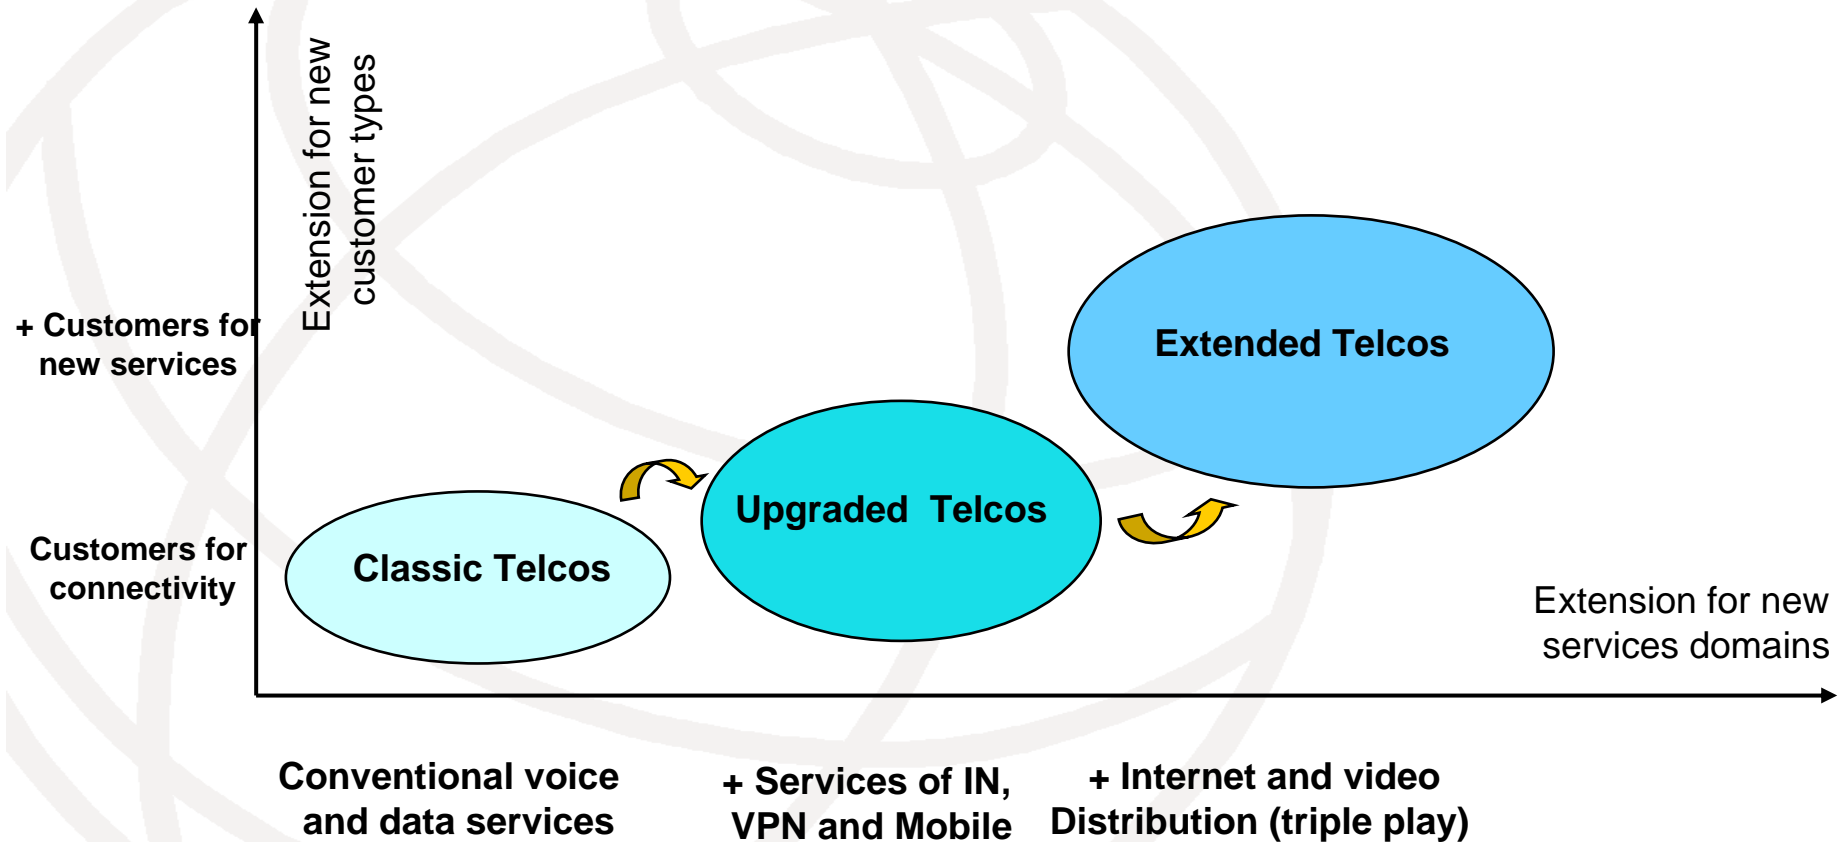 Extension for new
customer types
+ Customers for
new services
Extended Telcos
Upgraded Telcos
Customers for
connectivity
Classic Telcos
Extension for new
services domains
Conventional voice
and data services
+ Services of IN,
VPN and Mobile
+ Internet and video
Distribution (triple play)